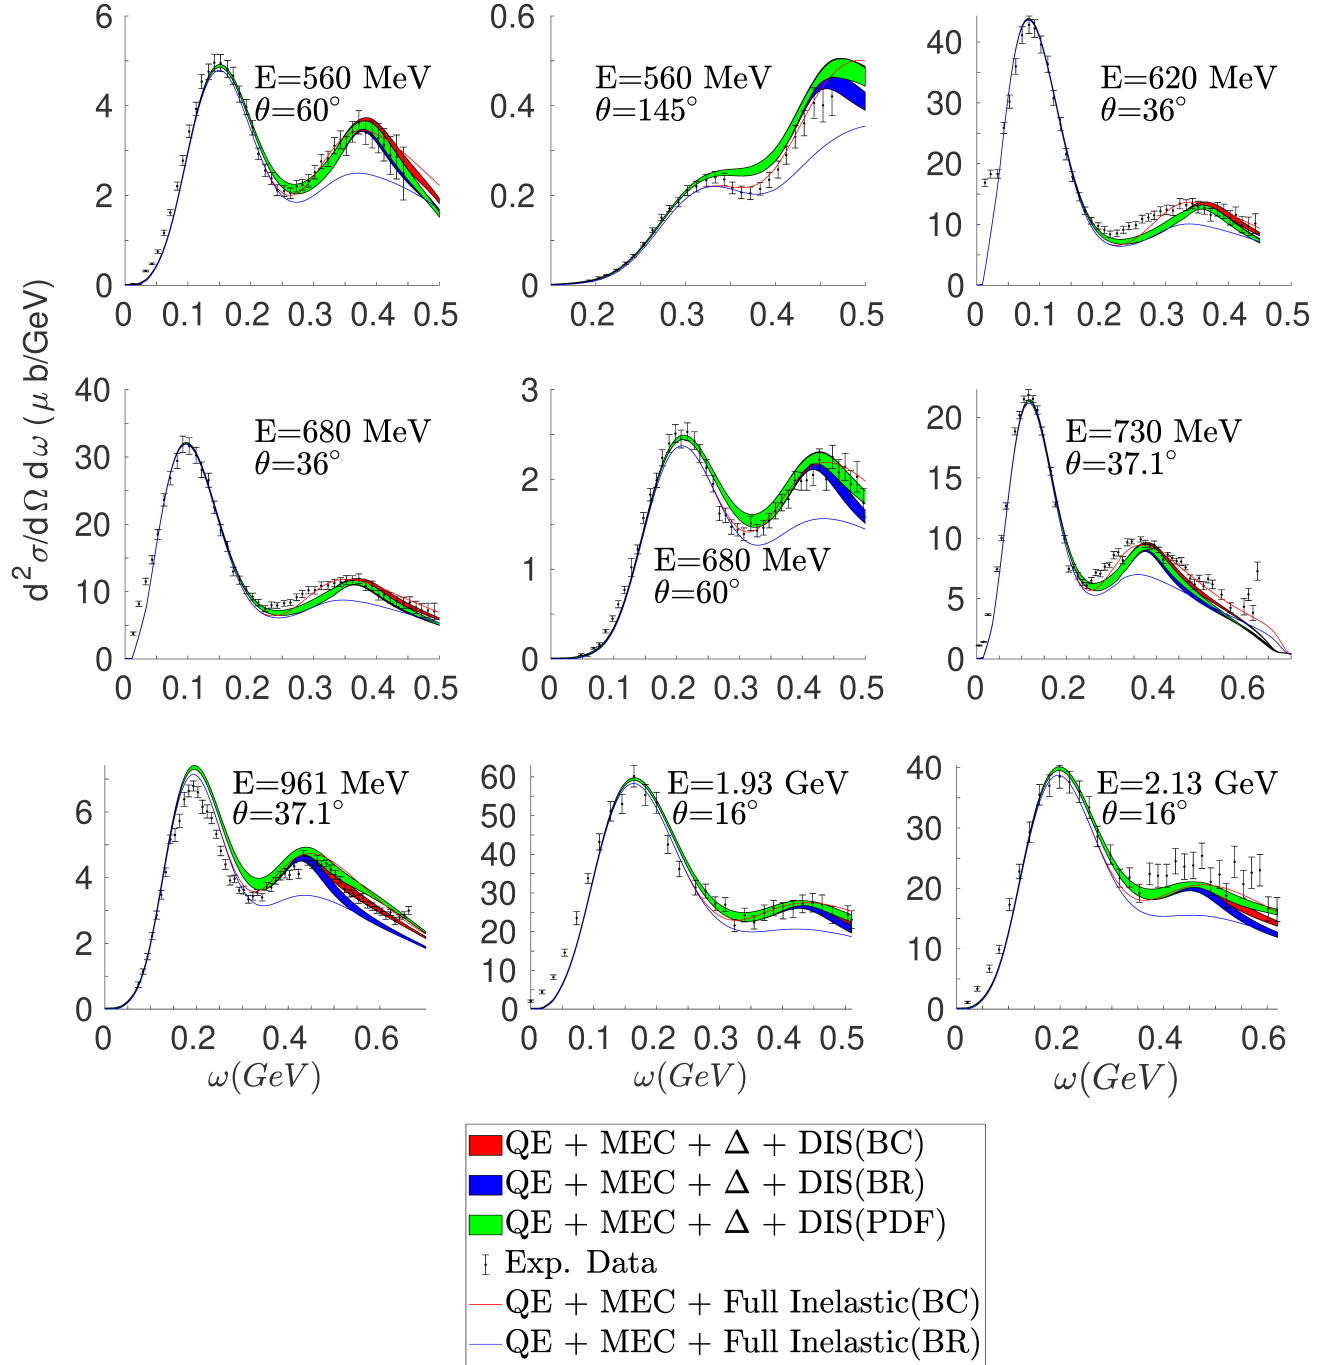 d² σ/dΩ d ω ( μ b/GeV)
6
4
2
0
0 0.1 0.2 0.3 0.4 0.5
E=560 MeV
θ=60°
0.6
0.4
0.2
0
0.2 0.3 0.4 0.5
E=560 MeV
θ=145°
40
30
20
10
0
0 0.1 0.2 0.3 0.4 0.5
E=620 MeV
θ=36°
40
30
20
10
0
0 0.1 0.2 0.3 0.4 0.5
E=680 MeV
θ=36°
3
2
1
0
0 0.1 0.2 0.3 0.4 0.5
E=680 MeV
θ=60°
20
15
10
5
0
0 0.2 0.4 0.6
E=730 MeV
θ=37.1°
6
4
2
0
0 0.2 0.4 0.6
E=961 MeV
θ=37.1°
ω(GeV)
60
50
40
30
20
10
0
0 0.1 0.2 0.3 0.4 0.5
E=1.93 GeV
θ=16°
ω(GeV)
40
30
20
10
0
0 0.2 0.4 0.6
E=2.13 GeV
θ=16°
ω(GeV)
QE + MEC + Δ + DIS(BC)
QE + MEC + Δ + DIS(BR)
QE + MEC + Δ + DIS(PDF)
Exp. Data
QE + MEC + Full Inelastic(BC)
QE + MEC + Full Inelastic(BR)